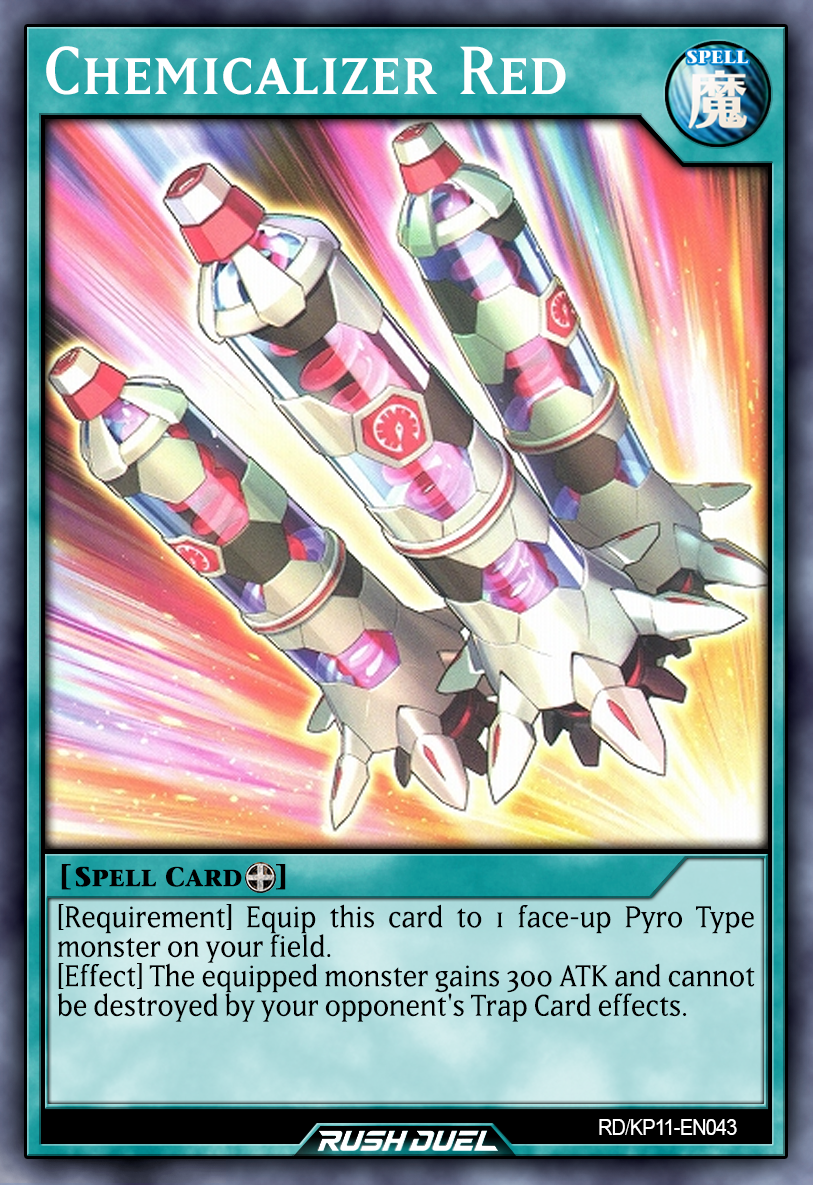 Chemicalizer Red
SPELL
魔
[Spell Card]
[Requirement] Equip this card to 1 face-up Pyro Type
monster on your field.
[Effect] The equipped monster gains 300 ATK and cannot
be destroyed by your opponent's Trap Card effects.
RD/KP11-EN043
RUSH DUEL